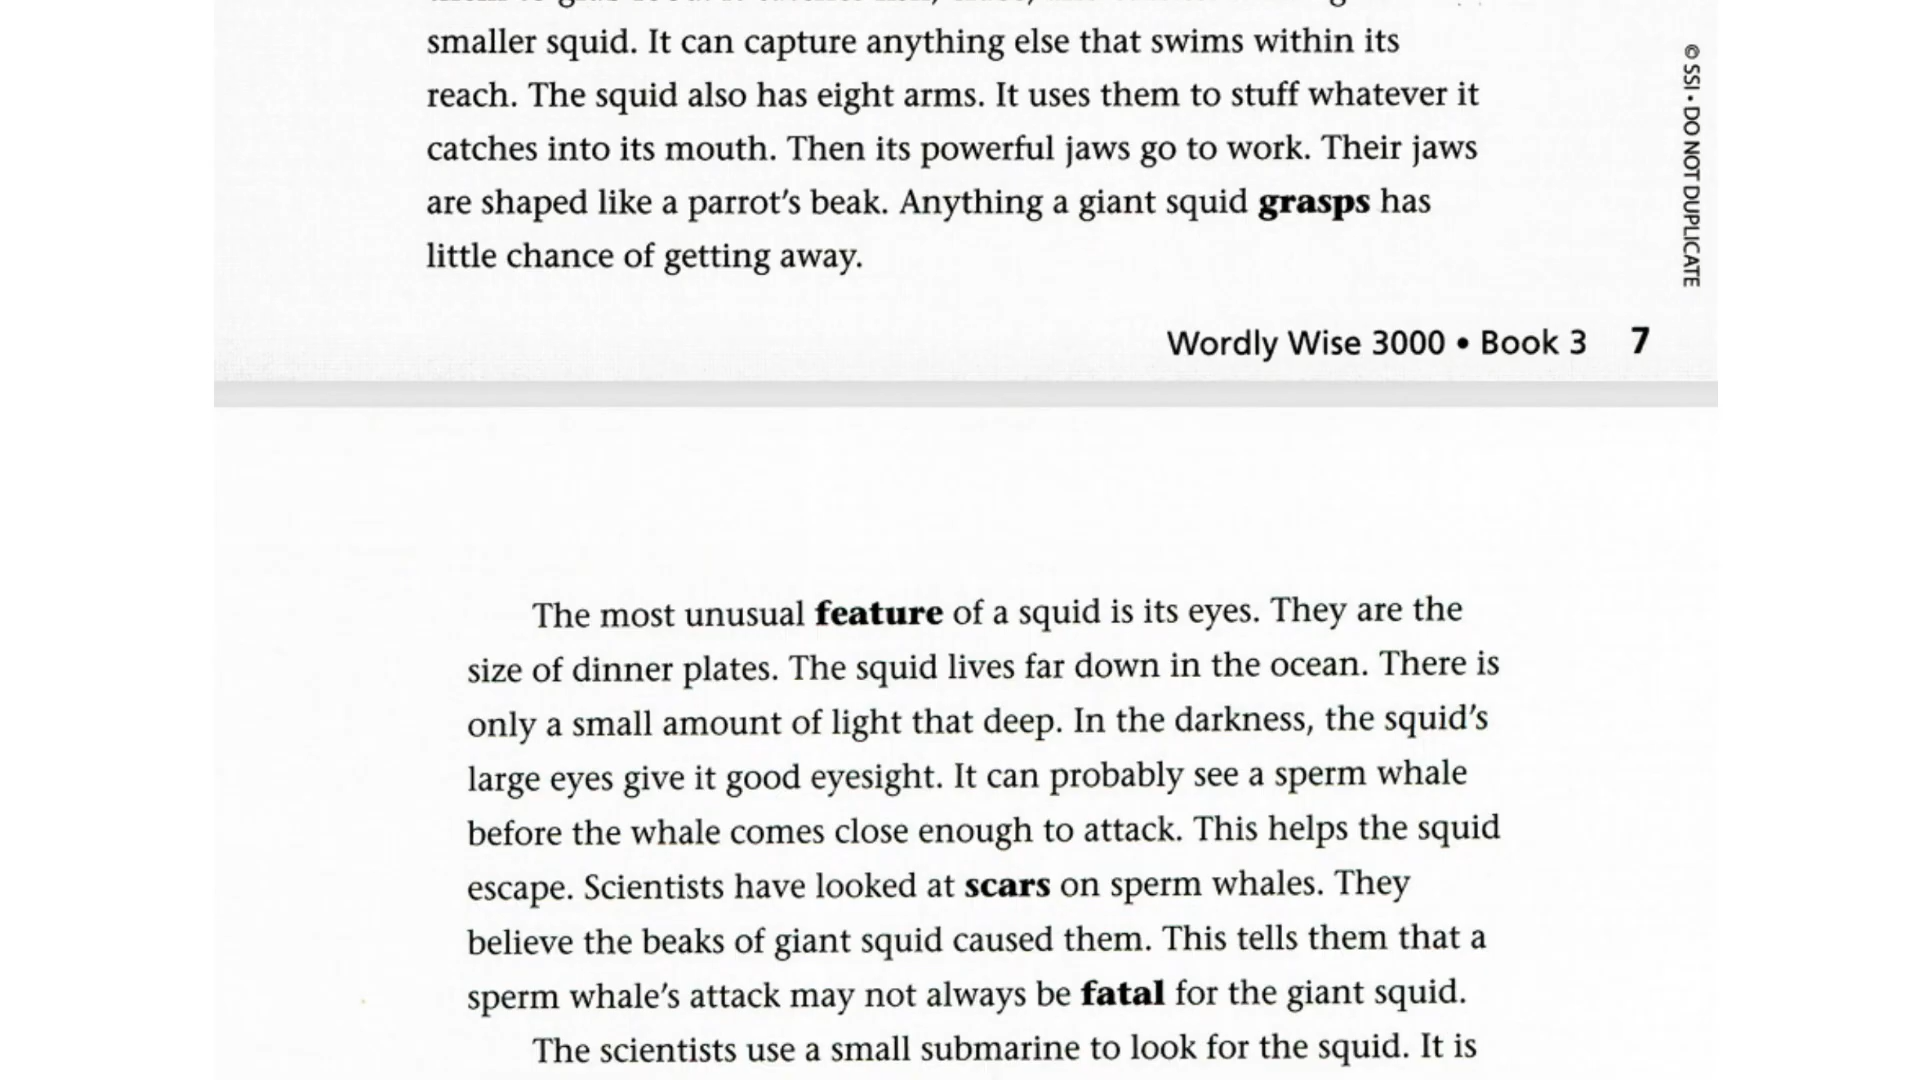 smaller squid. It can capture anything else that swims within its
reach. The squid also has eight arms. It uses them to stuff whatever it
catches into its mouth. Then its powerful jaws go to work. Their jaws
are shaped like a parrot's beak. Anything a giant squid grasps has
little chance of getting away.
© SSI • DO NOT DUPLICATE
Wordly Wise 3000 • Book 3 7
The most unusual feature of a squid is its eyes. They are the
size of dinner plates. The squid lives far down in the ocean. There is
only a small amount of light that deep. In the darkness, the squid's
large eyes give it good eyesight. It can probably see a sperm whale
before the whale comes close enough to attack. This helps the squid
escape. Scientists have looked at scars on sperm whales. They
believe the beaks of giant squid caused them. This tells them that a
sperm whale's attack may not always be fatal for the giant squid.
The scientists use a small submarine to look for the squid. It is